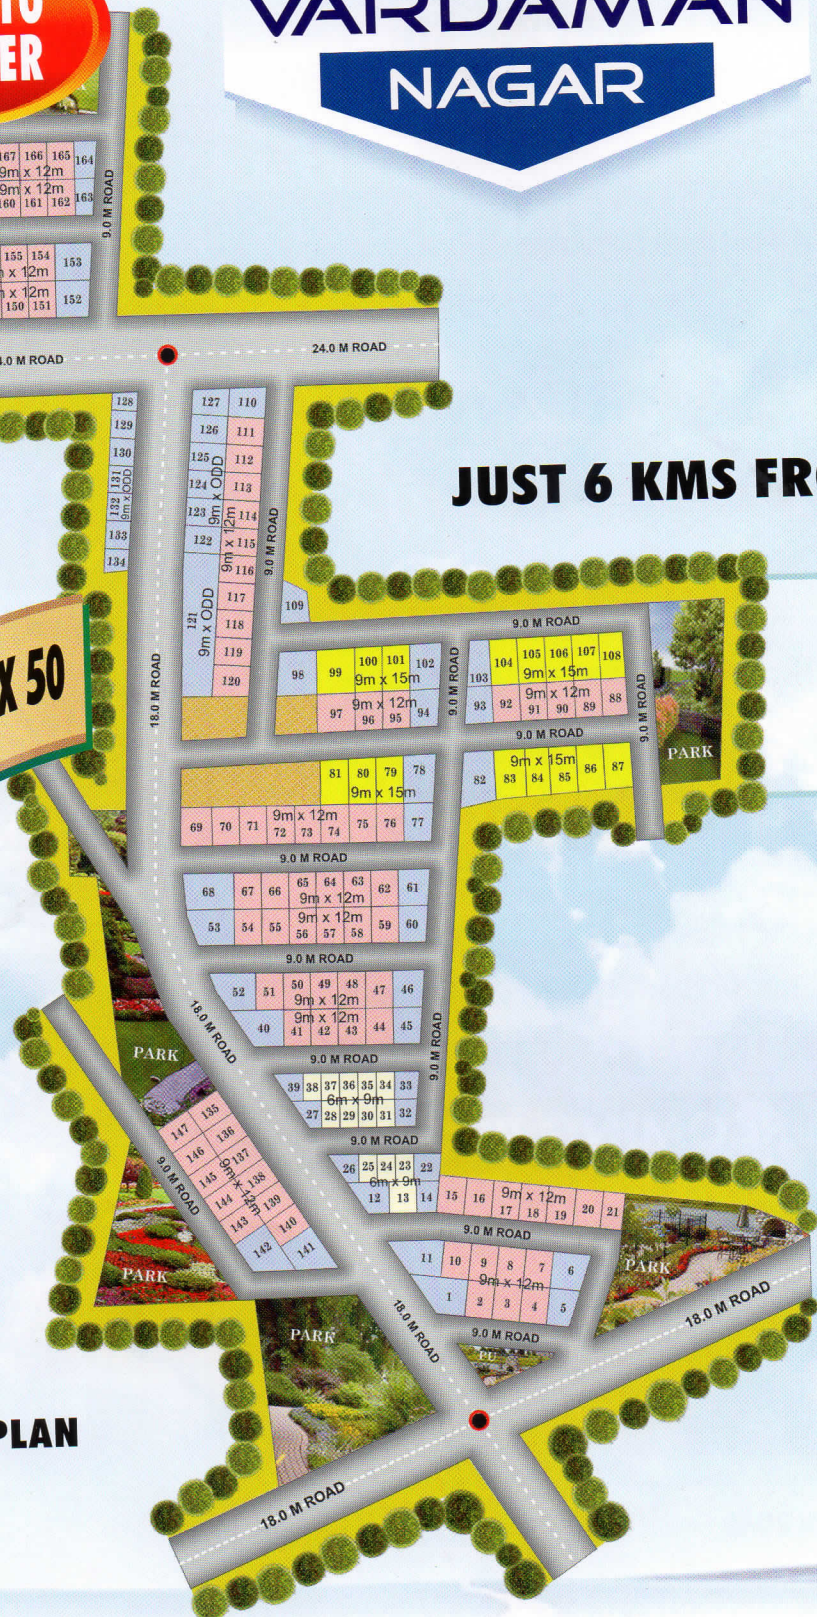 VARDAMAN
NAGAR
TO
ER
167 166 165 164
9m x 12m
9m x 12m
160 161 162 163
9.0 M ROAD
155 154 153
x 12m
x 12m
150 151 152
.0 M ROAD
24.0 M ROAD
128
129
130
131
132
9m x ODD
133
134
127 110
126 111
125 112
124 113
123 114
122 115
116
9m x ODD
9m x 12m
117
118
119
120
121
9m x ODD
9.0 M ROAD
JUST 6 KMS FRO
109
9.0 M ROAD
X 50
18.0 M ROAD
98 99 100 101 102
9m x 15m
9m x 12m
97 96 95 94
9.0 M ROAD
103 104 105 106 107 108
9m x 15m
9m x 12m
93 92 91 90 89 88
9.0 M ROAD
PARK
9.0 M ROAD
81 80 79 78
9m x 15m
82 83 84 85 86 87
9m x 15m
9m x 12m
69 70 71 72 73 74 75 76 77
9.0 M ROAD
68 67 66 65 64 63 62 61
9m x 12m
9m x 12m
53 54 55 56 57 58 59 60
9.0 M ROAD
52 51 50 49 48 47 46
9m x 12m
9m x 12m
40 41 42 43 44 45
18.0 M ROAD
9.0 M ROAD
9.0 M ROAD
PARK
39 38 37 36 35 34 33
6m x 9m
27 28 29 30 31 32
9.0 M ROAD
147 135
146 136
145 137
144 138
143 139
142 140
141
9m x 12m
9.0 M ROAD
26 25 24 23 22
6m x 9m
12 13 14
15 16 17 18 19 20 21
9m x 12m
9.0 M ROAD
11 10 9 8 7 6
9m x 12m
1 2 3 4 5
9.0 M ROAD
PARK
PARK
PARK
18.0 M ROAD
18.0 M ROAD
PLAN
18.0 M ROAD